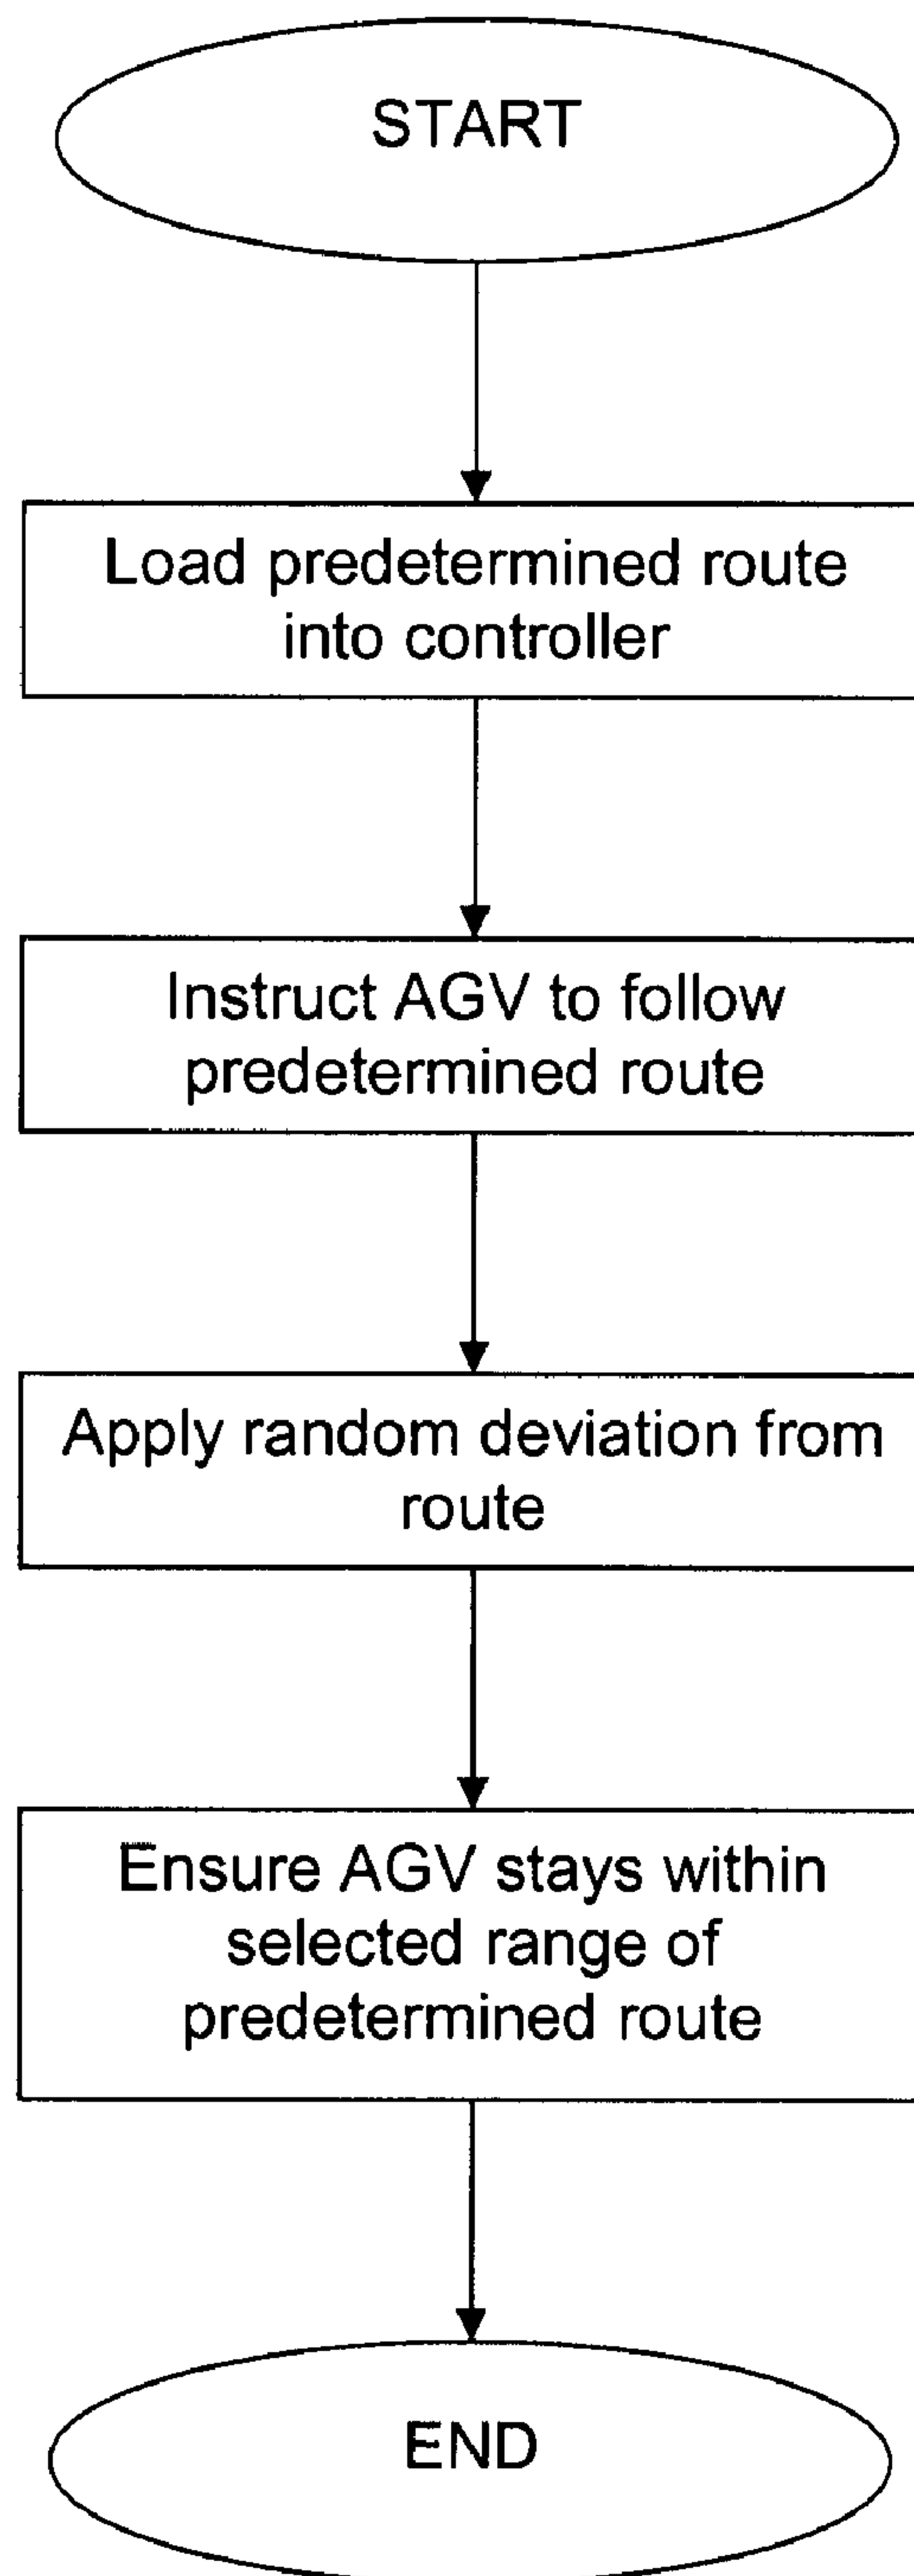 START
Load predetermined route
into controller
Instruct AGV to follow
predetermined route
Apply random deviation from
route
Ensure AGV stays within
selected range of
predetermined route
END